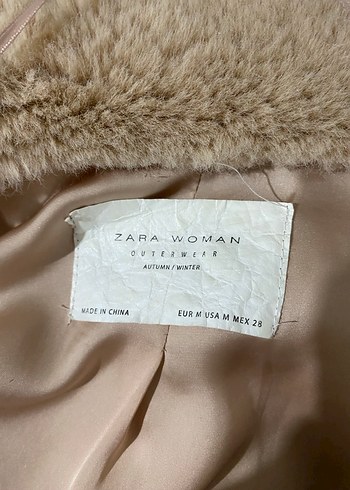 ZARA WOMAN
OUTERWEAR
AUTUMN / WINTER
MADE IN CHINA
EUR M USA M MEX 28